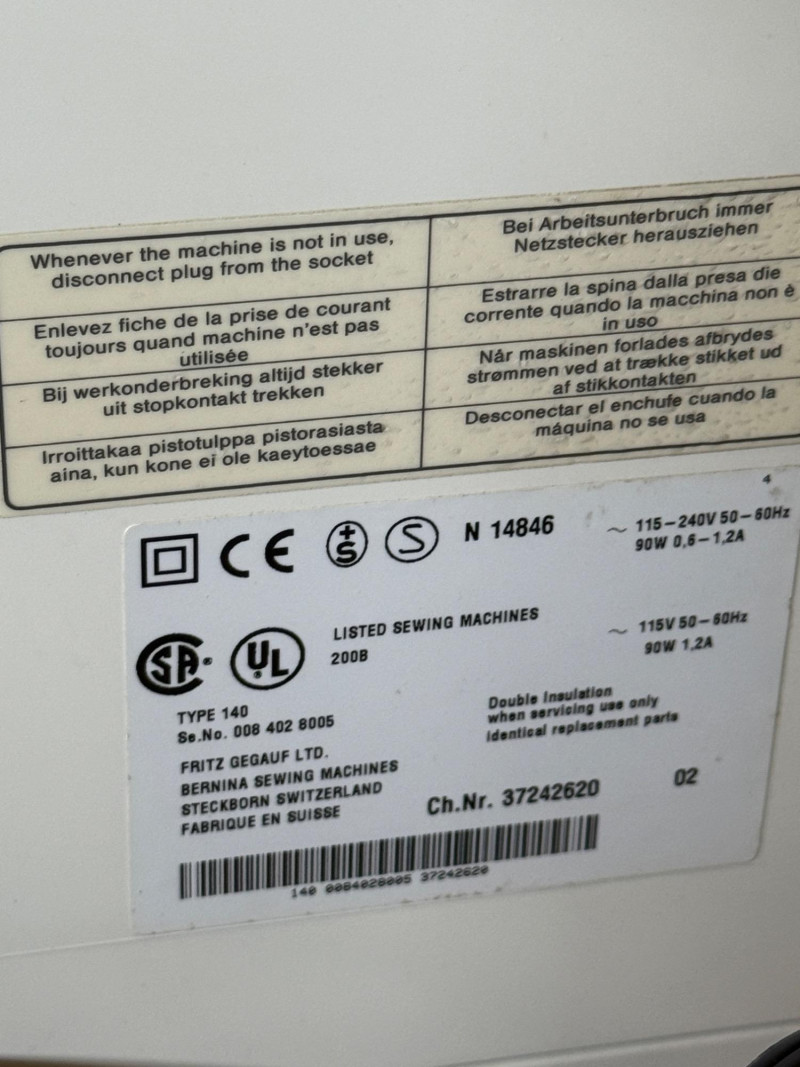 Whenever the machine is not in use,
disconnect plug from the socket
Bei Arbeitsunterbruch immer
Netzstecker herausziehen
Enlevez fiche de la prise de courant
toujours quand machine n'est pas
utilisée
Estrarre la spina dalla presa die
corrente quando la macchina non è
in uso
Bij werkonderbreking altijd stekker
uit stopkontakt trekken
Når maskinen forlades afbrydes
strømmen ved at trække stikket ud
af stikkontakten
Irroittakaa pistotulppa pistorasiasta
aina, kun kone ei ole kaeytoessae
Desconectar el enchufe cuando la
máquina no se usa
4
CE +S S N 14846 ~ 115-240V 50-60Hz
90W 0,6-1,2A
SA UL LISTED SEWING MACHINES
200B
~ 115V 50-60Hz
90W 1,2A
TYPE 140
Se.No. 008 402 8005
Double Insulation
when servicing use only
identical replacement parts
FRITZ GEGAUF LTD.
BERNINA SEWING MACHINES
STECKBORN SWITZERLAND
FABRIQUE EN SUISSE
Ch.Nr. 37242620 02
140 0084028005 37242620